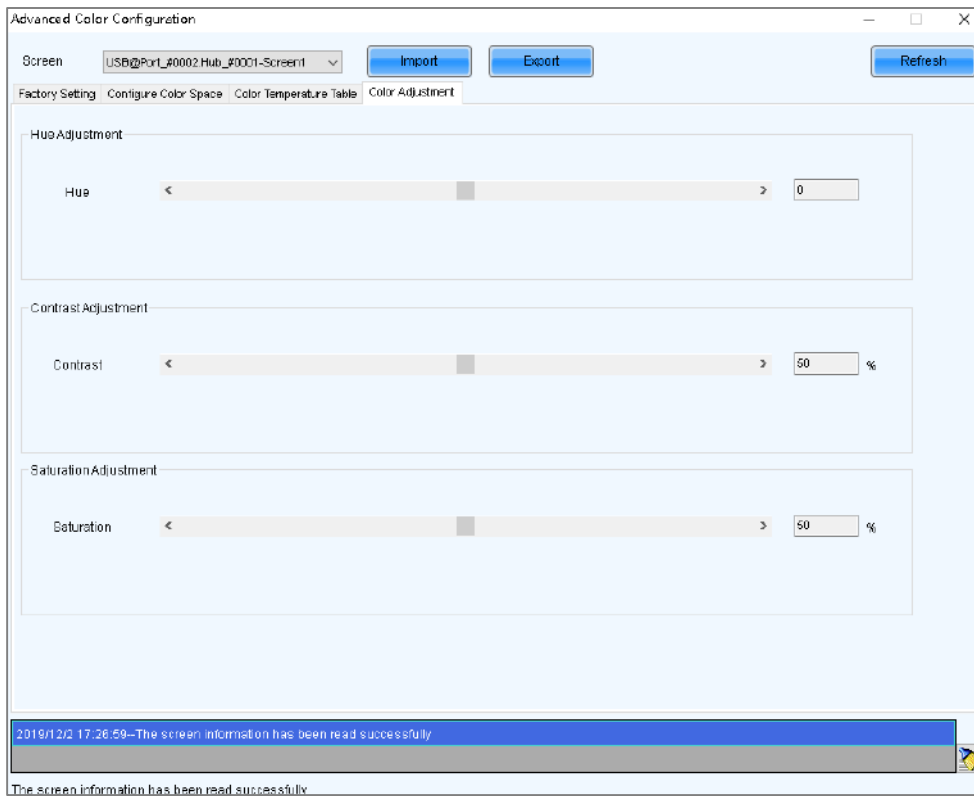 Advanced Color Configuration
Screen USB@Port_#0002.Hub_#0001-Screen1 Import Export Refresh
Factory Setting Configure Color Space Color Temperature Table Color Adjustment
Hue Adjustment
Hue 0
Contrast Adjustment
Contrast 50 %
Saturation Adjustment
Saturation 50 %
2019/12/2 17:26:59--The screen information has been read successfully
The screen information has been read successfully